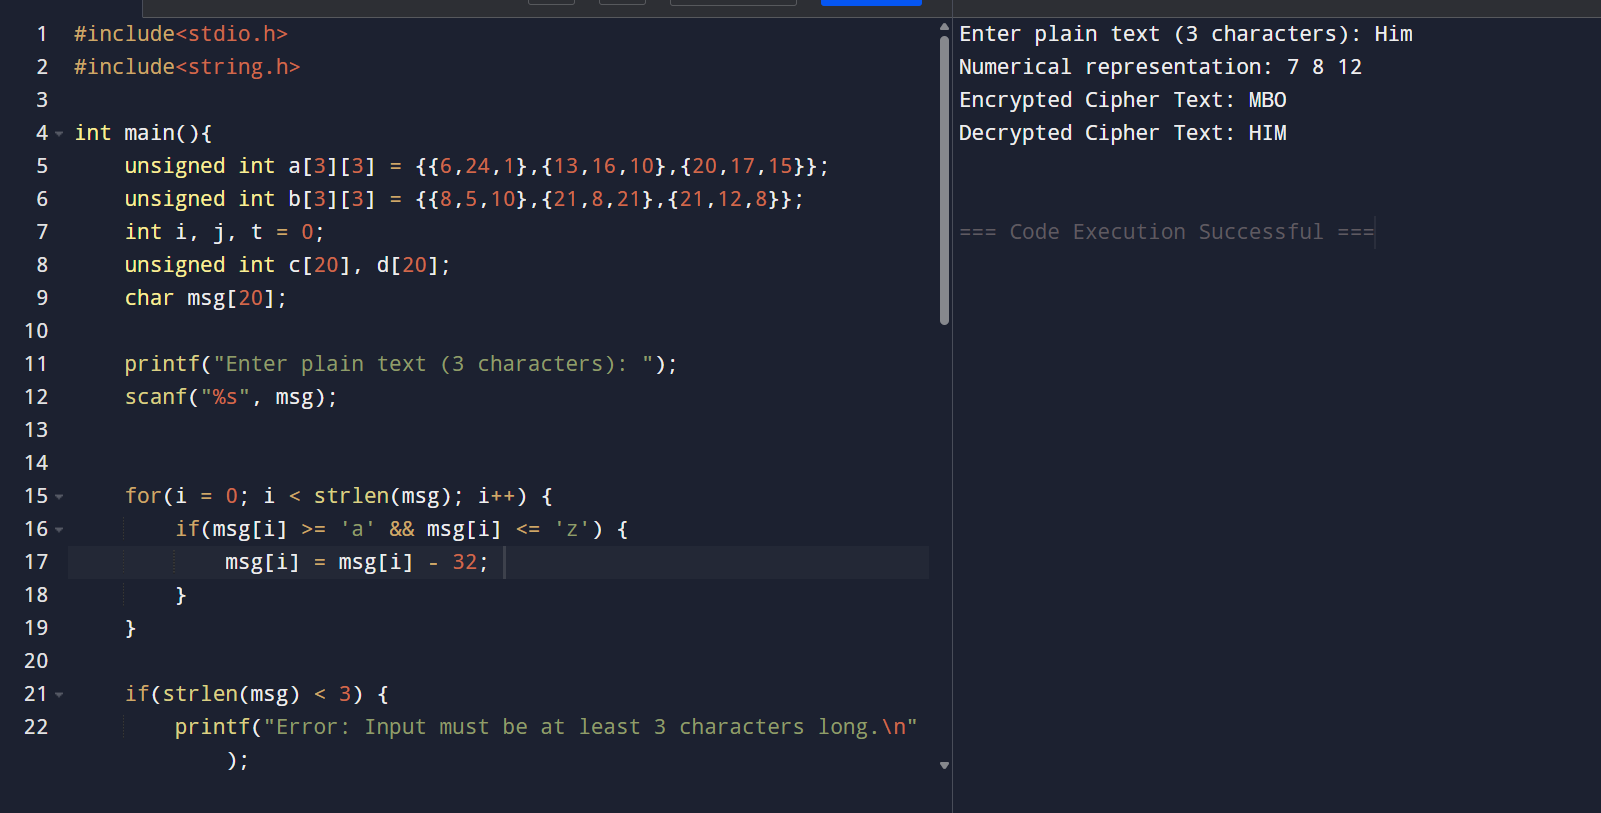 1 #include<stdio.h>
2 #include<string.h>
3
4 int main(){
5     unsigned int a[3][3] = {{6,24,1},{13,16,10},{20,17,15}};
6     unsigned int b[3][3] = {{8,5,10},{21,8,21},{21,12,8}};
7     int i, j, t = 0;
8     unsigned int c[20], d[20];
9     char msg[20];
10
11     printf("Enter plain text (3 characters): ");
12     scanf("%s", msg);
13
14
15     for(i = 0; i < strlen(msg); i++) {
16         if(msg[i] >= 'a' && msg[i] <= 'z') {
17             msg[i] = msg[i] - 32;
18         }
19     }
20
21     if(strlen(msg) < 3) {
22         printf("Error: Input must be at least 3 characters long.\n"
            );
Enter plain text (3 characters): Him
Numerical representation: 7 8 12
Encrypted Cipher Text: MBO
Decrypted Cipher Text: HIM
=== Code Execution Successful ===